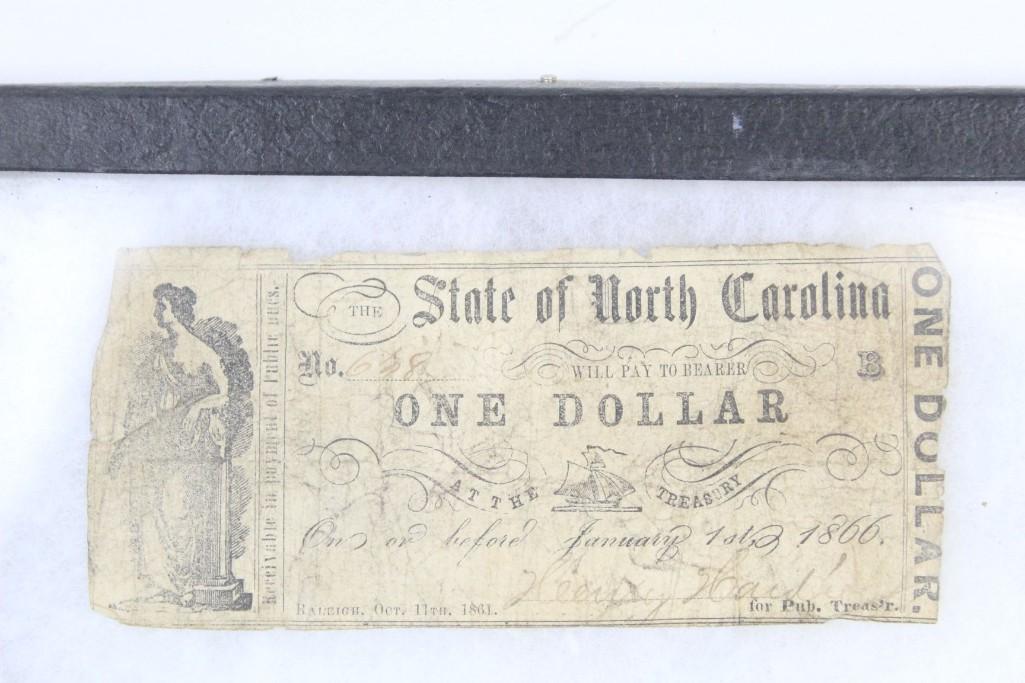 THE State of North Carolina
No. 638
WILL PAY TO BEARER
B
ONE DOLLAR
AT THE TREASURY
On or before January 1st 1866.
Henry
RALEIGH, OCT. 11TH, 1861.
for Pub. Treas'r.
Receivable in payment of Public Dues.
ONE DOLLAR.